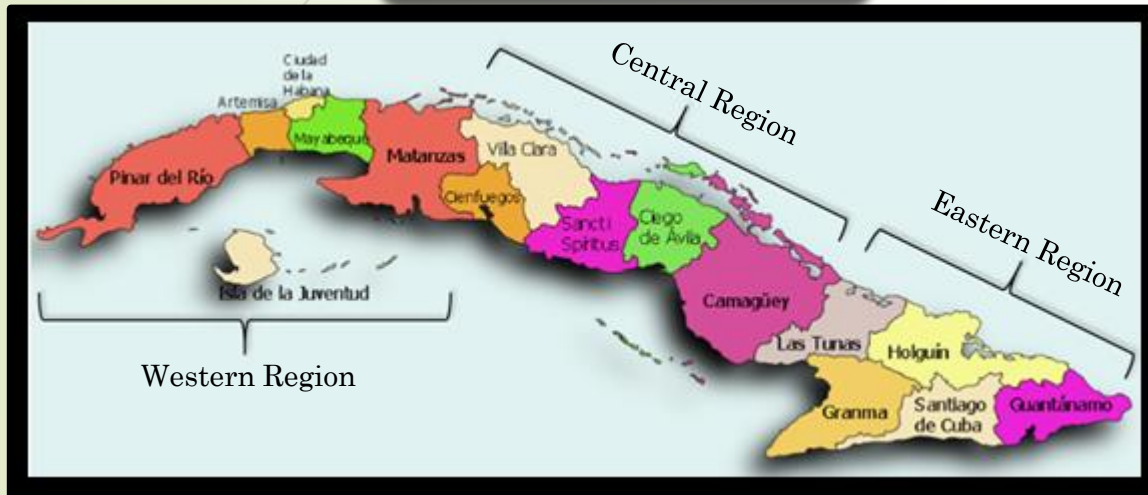 Central Region
Ciudad
de la
Habana
Artemisa
Mayabeque
Matanzas
Villa Clara
Pinar del Río
Cienfuegos
Sancti
Spíritus
Ciego
de Ávila
Eastern Region
Isla de la Juventud
Camagüey
Western Region
Las Tunas
Holguín
Granma
Santiago
de Cuba
Guantánamo